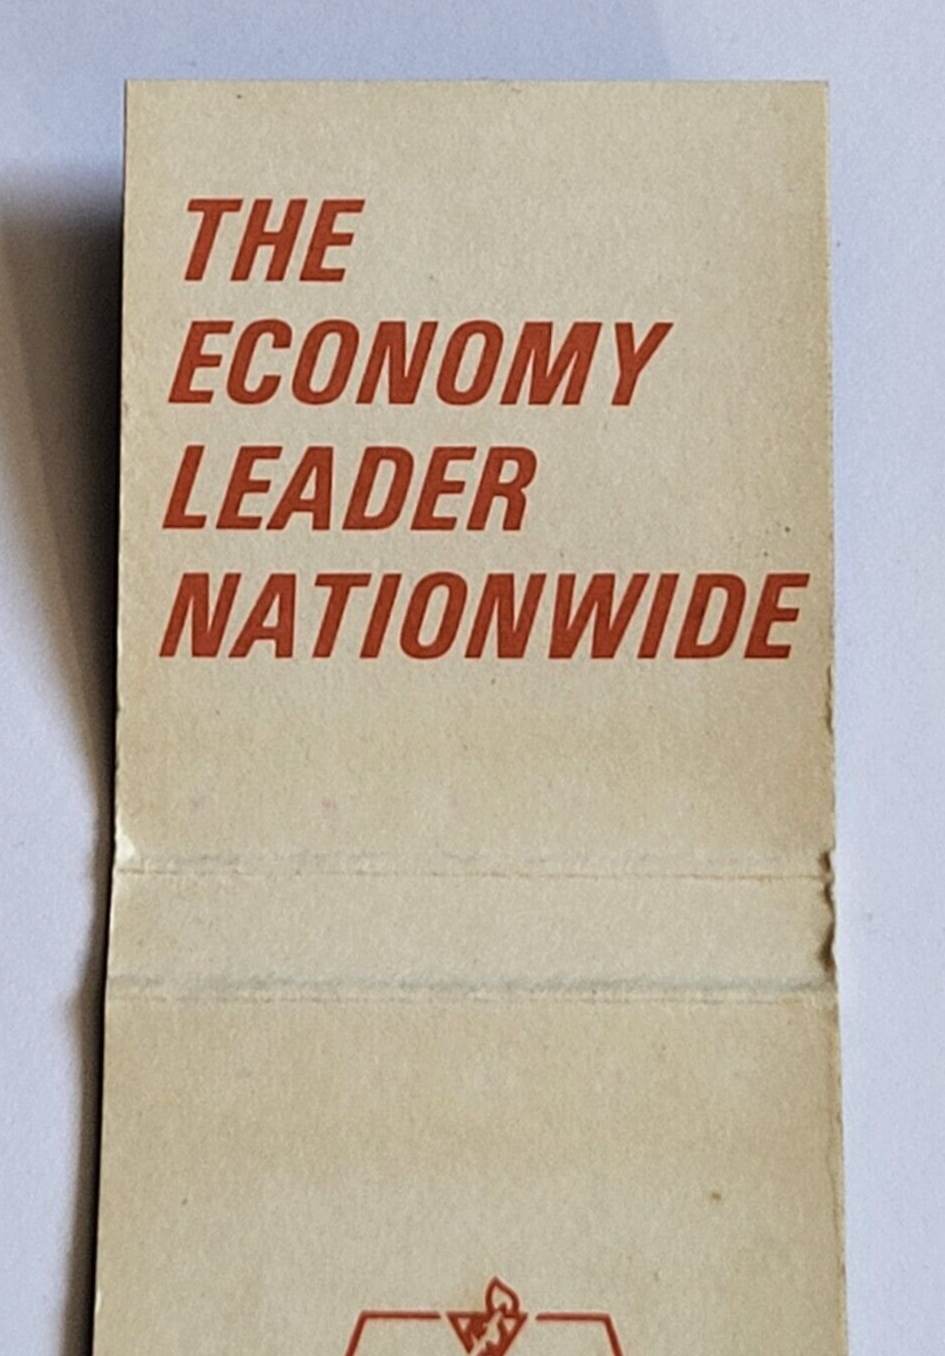 THE
ECONOMY
LEADER
NATIONWIDE